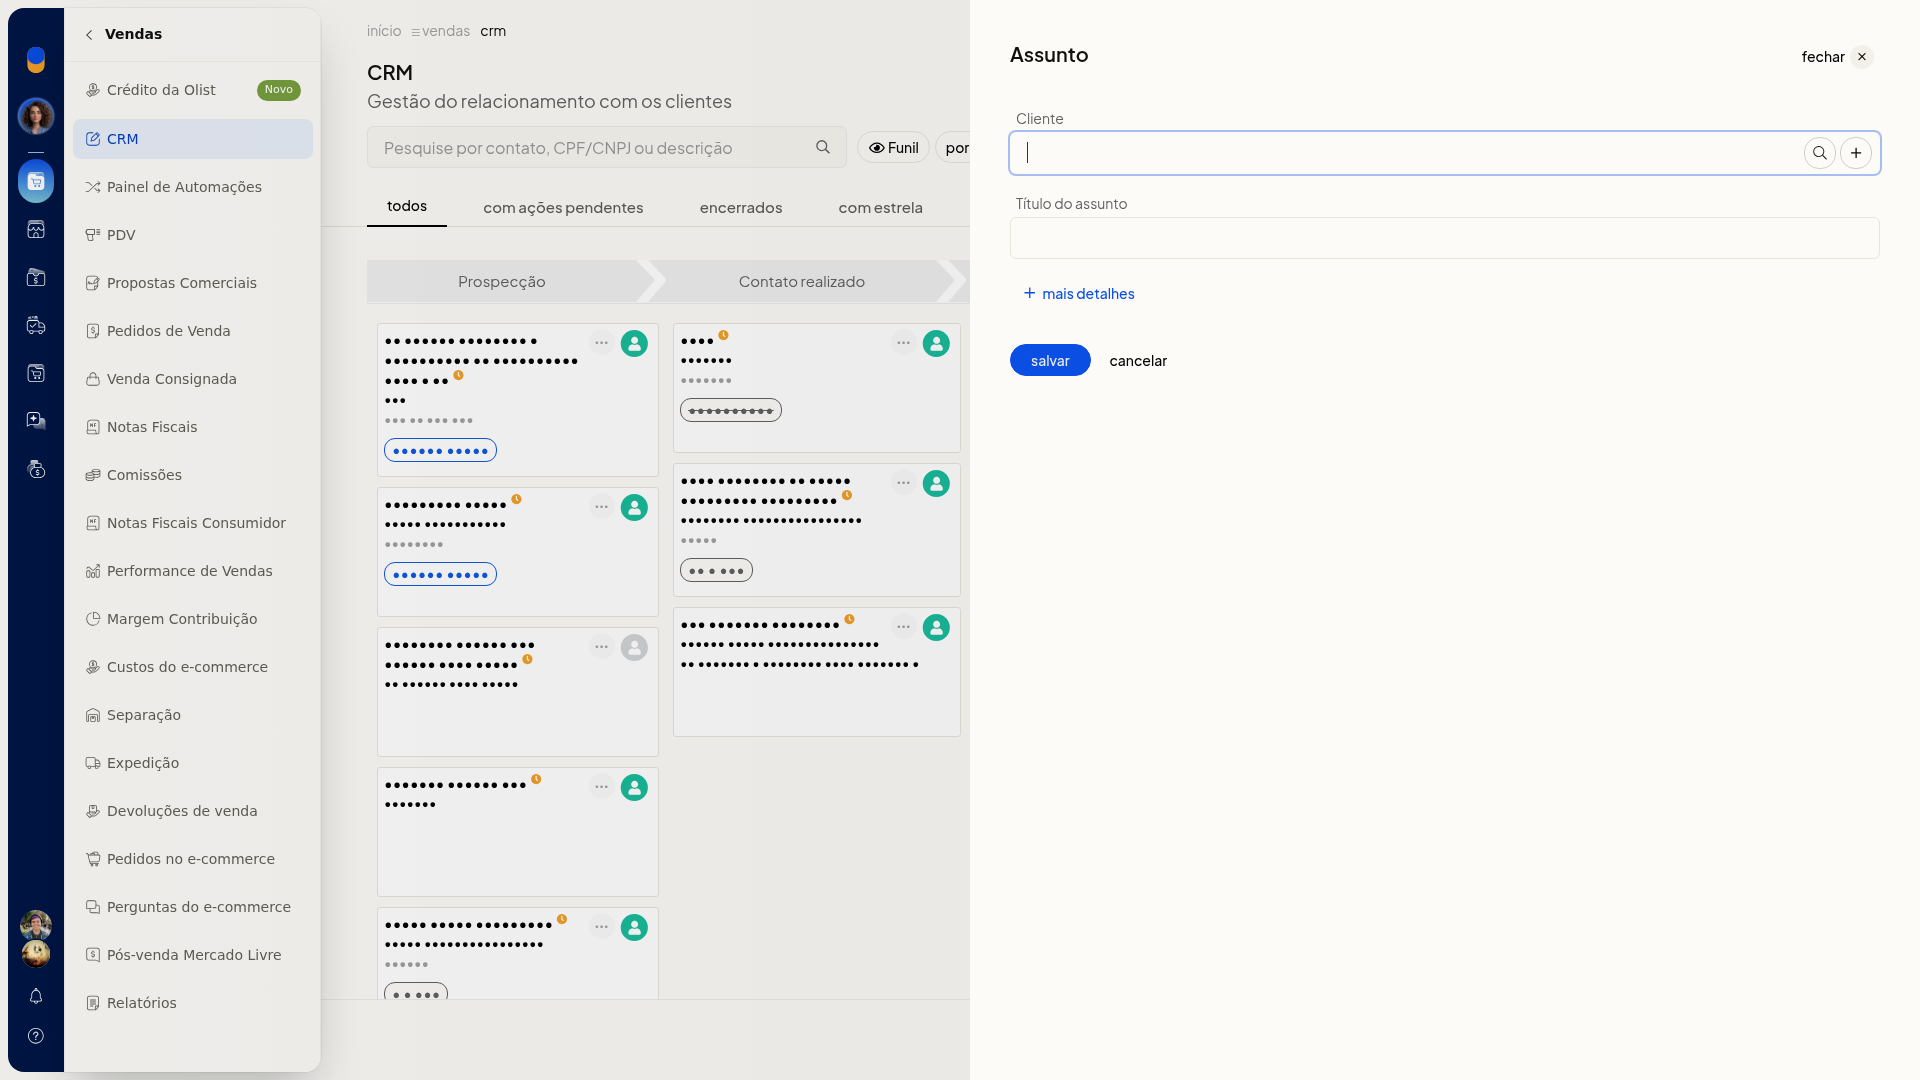 Vendas
Crédito da Olist
Novo
CRM
Painel de Automações
PDV
Propostas Comerciais
Pedidos de Venda
Venda Consignada
Notas Fiscais
Comissões
Notas Fiscais Consumidor
Performance de Vendas
Margem Contribuição
Custos do e-commerce
Separação
Expedição
Devoluções de venda
Pedidos no e-commerce
Perguntas do e-commerce
Pós-venda Mercado Livre
Relatórios
início vendas crm
CRM
Gestão do relacionamento com os clientes
Pesquise por contato, CPF/CNPJ ou descrição
Funil
por
todos
com ações pendentes
encerrados
com estrela
Prospecção
Contato realizado
Assunto
fechar
Cliente
Título do assunto
+ mais detalhes
salvar
cancelar